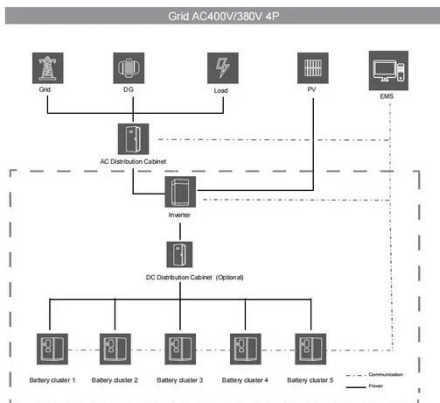 Grid AC400V/380V 4P
Grid
DG
Load
PV
EMS
AC Distribution Cabinet
Inverter
DC Distribution Cabinet (Optional)
Battery cluster 1
Battery cluster 2
Battery cluster 3
Battery cluster 4
Battery cluster 5
Communication
Power